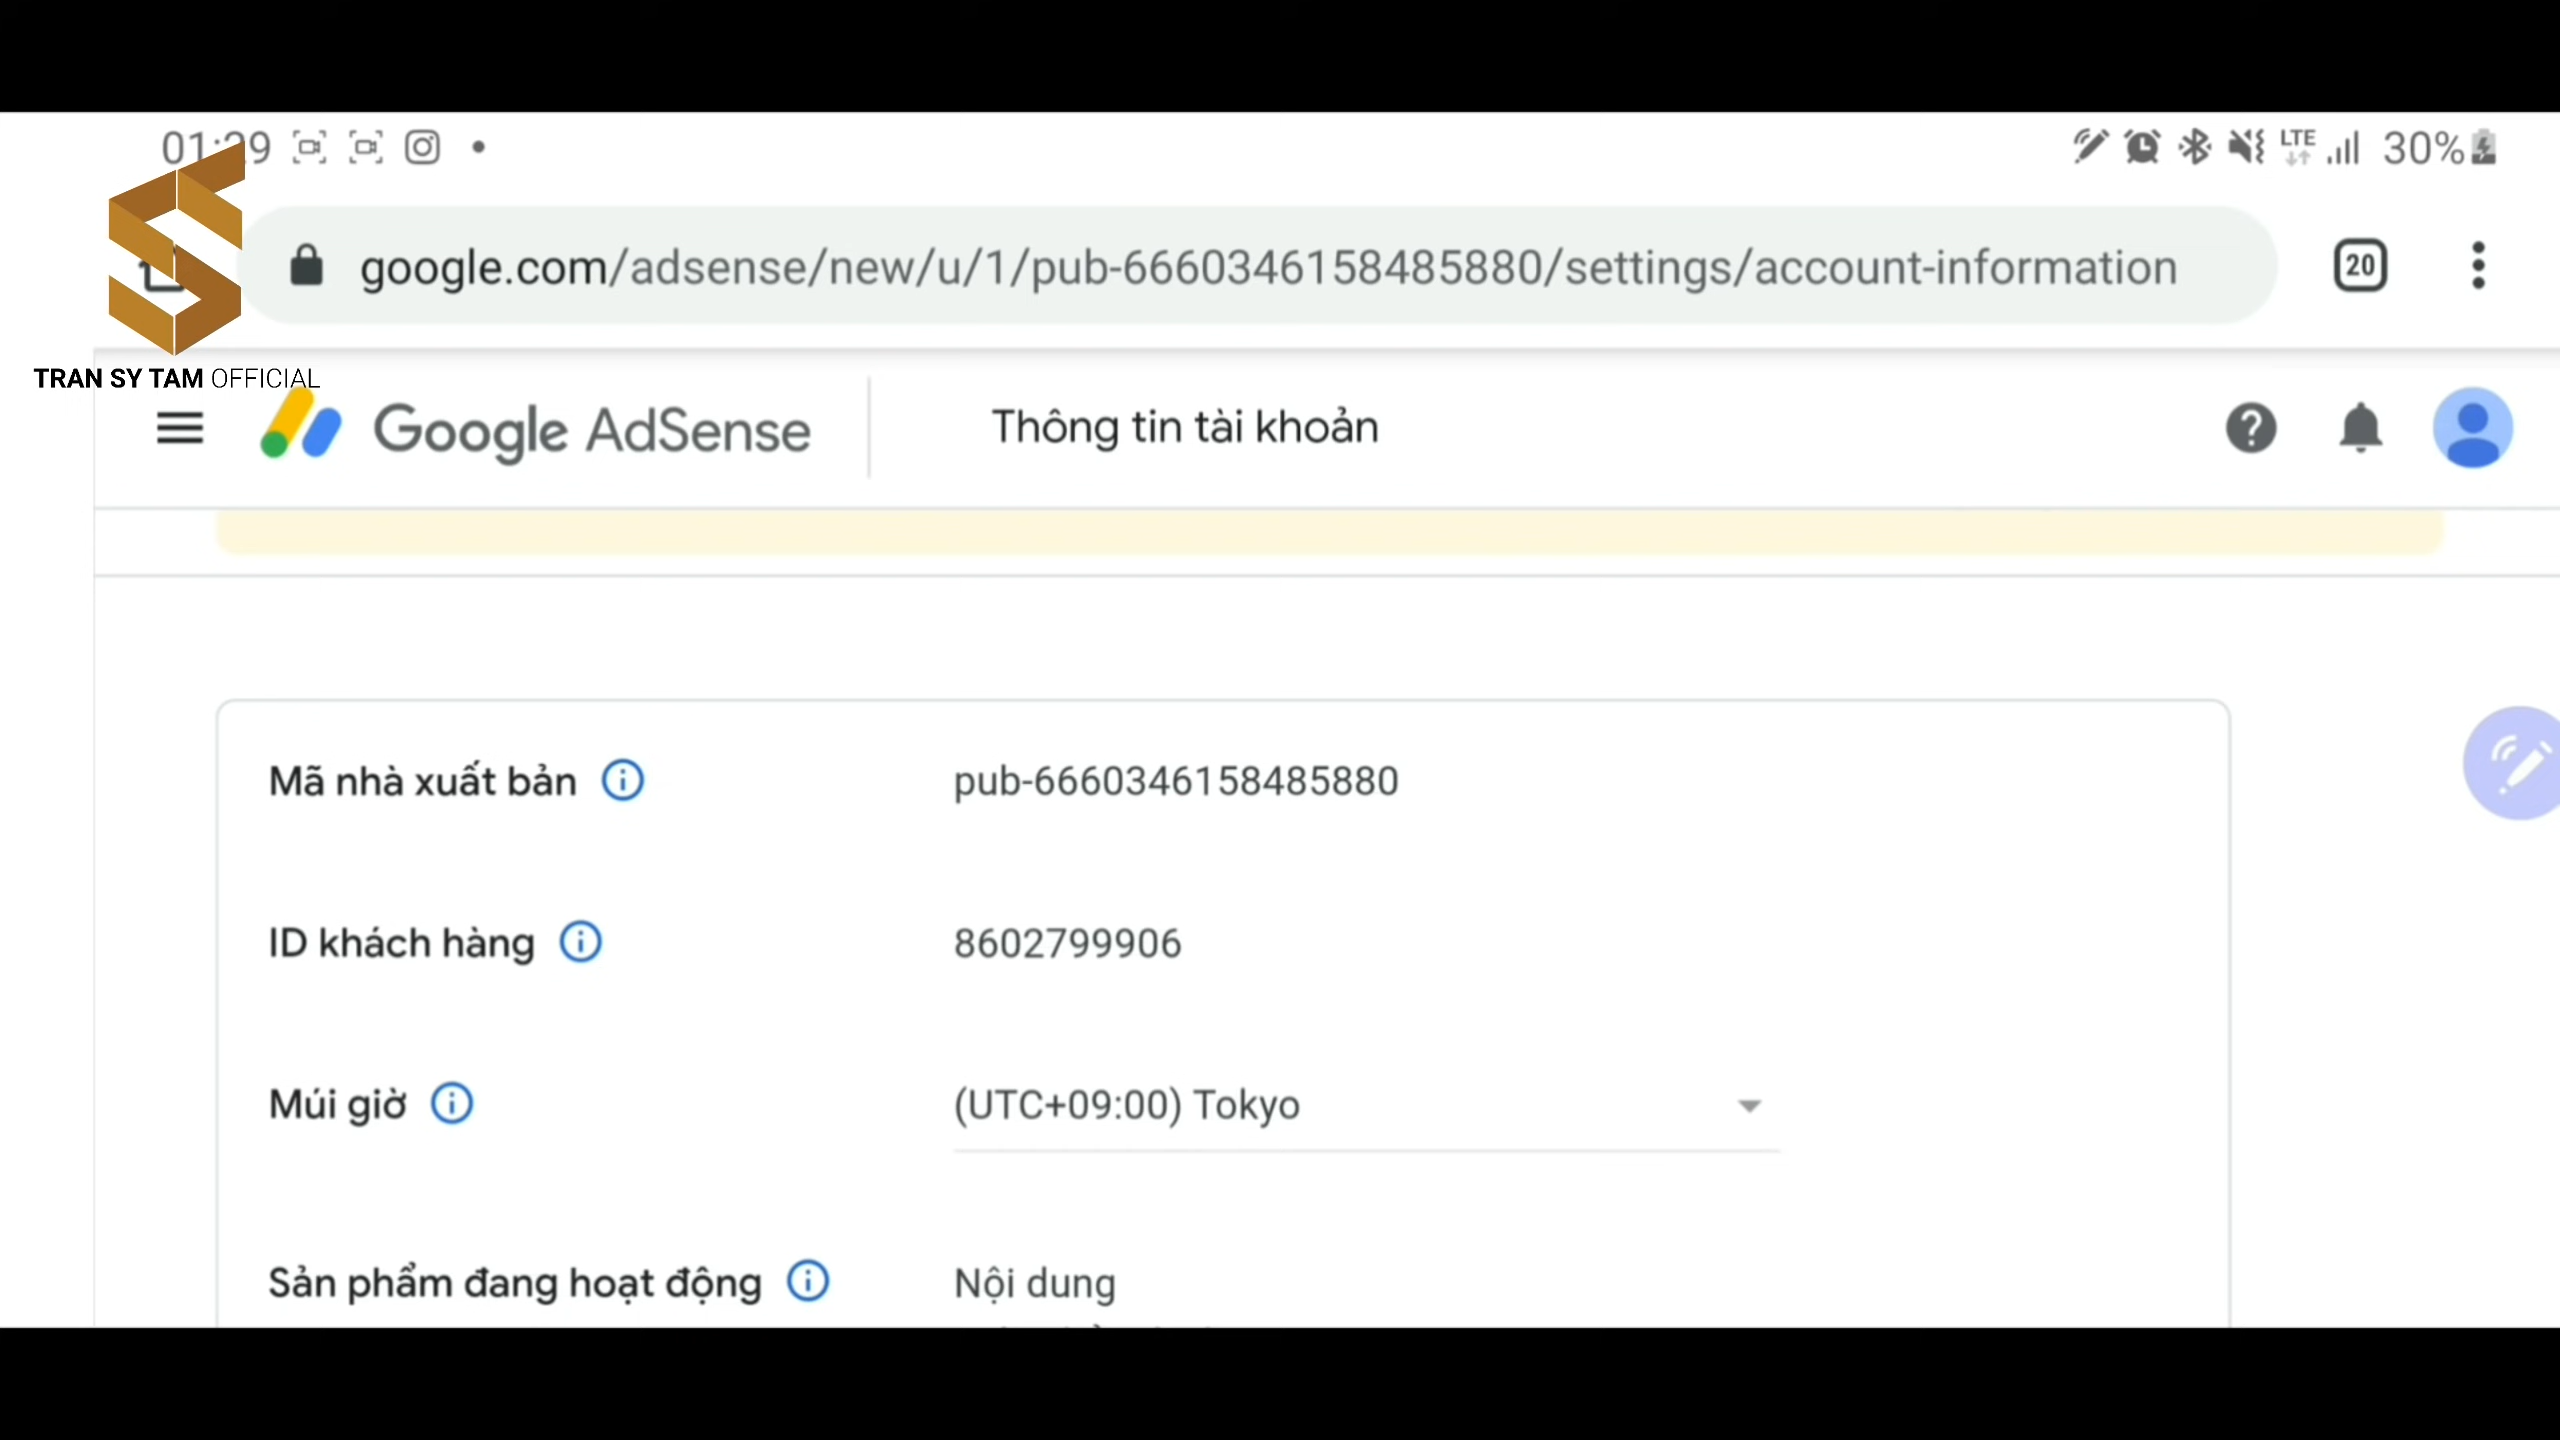 01:29
LTE
30%
google.com/adsense/new/u/1/pub-6660346158485880/settings/account-information
20
TRAN SY TAM OFFICIAL
Google AdSense
Thông tin tài khoản
Mã nhà xuất bản
pub-6660346158485880
ID khách hàng
8602799906
Múi giờ
(UTC+09:00) Tokyo
Sản phẩm đang hoạt động
Nội dung